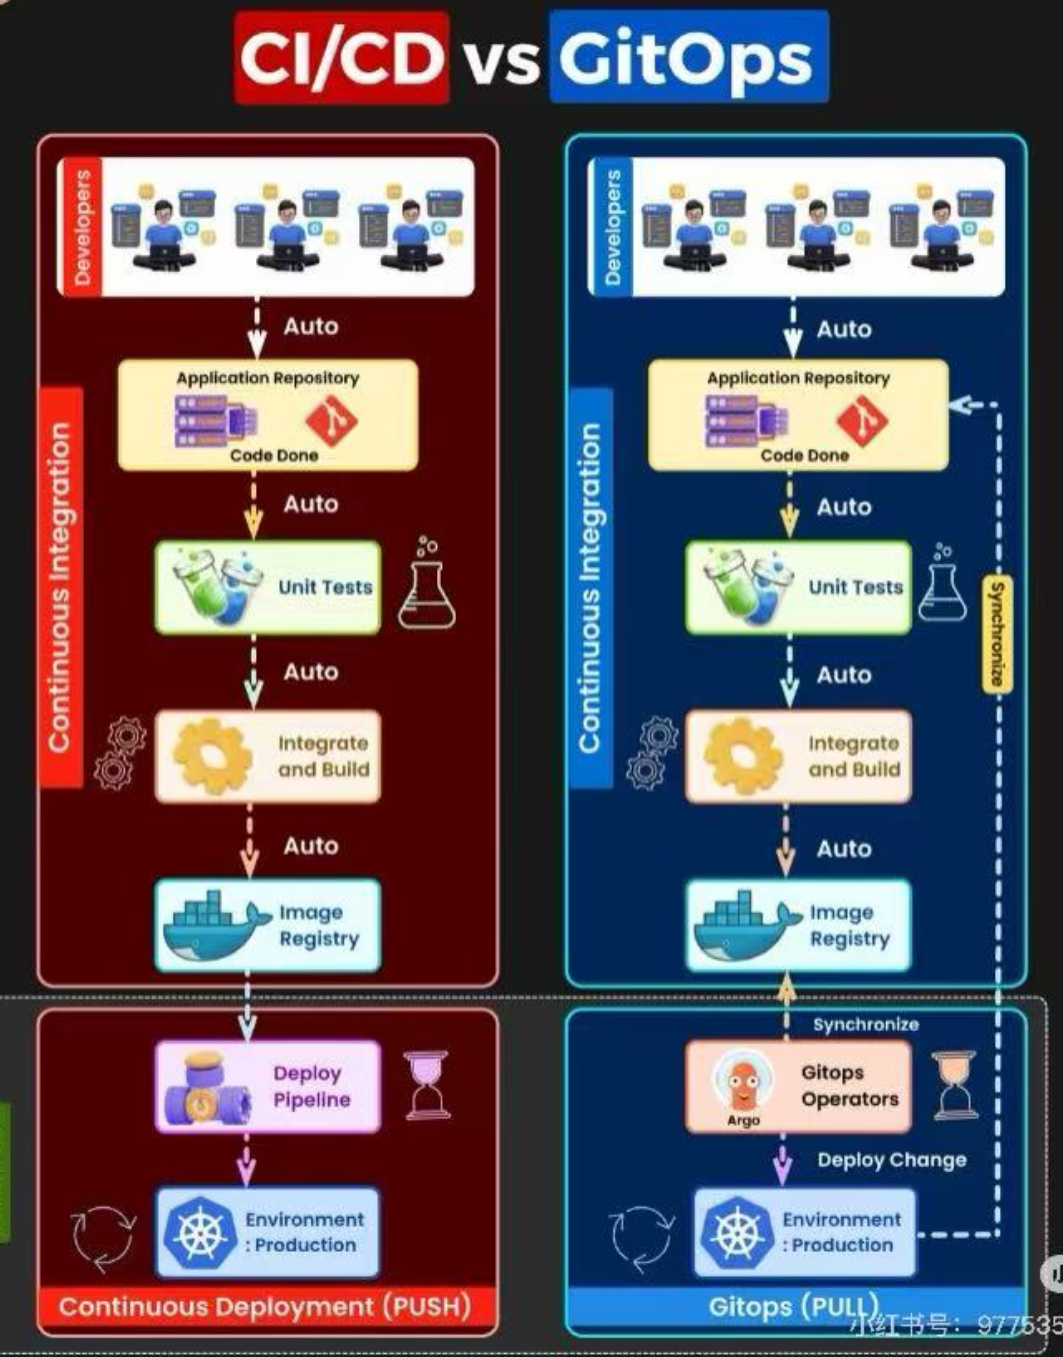 CI/CD vs GitOps
Developers
Auto
Application Repository
Code Done
Auto
Continuous Integration
Unit Tests
Auto
Integrate
and Build
Auto
Image
Registry
Deploy
Pipeline
Environment
: Production
Continuous Deployment (PUSH)
Developers
Auto
Application Repository
Code Done
Auto
Continuous Integration
Unit Tests
Synchronize
Auto
Integrate
and Build
Auto
Image
Registry
Synchronize
Gitops
Operators
Argo
Deploy Change
Environment
: Production
Gitops (PULL)
小红书号：977535